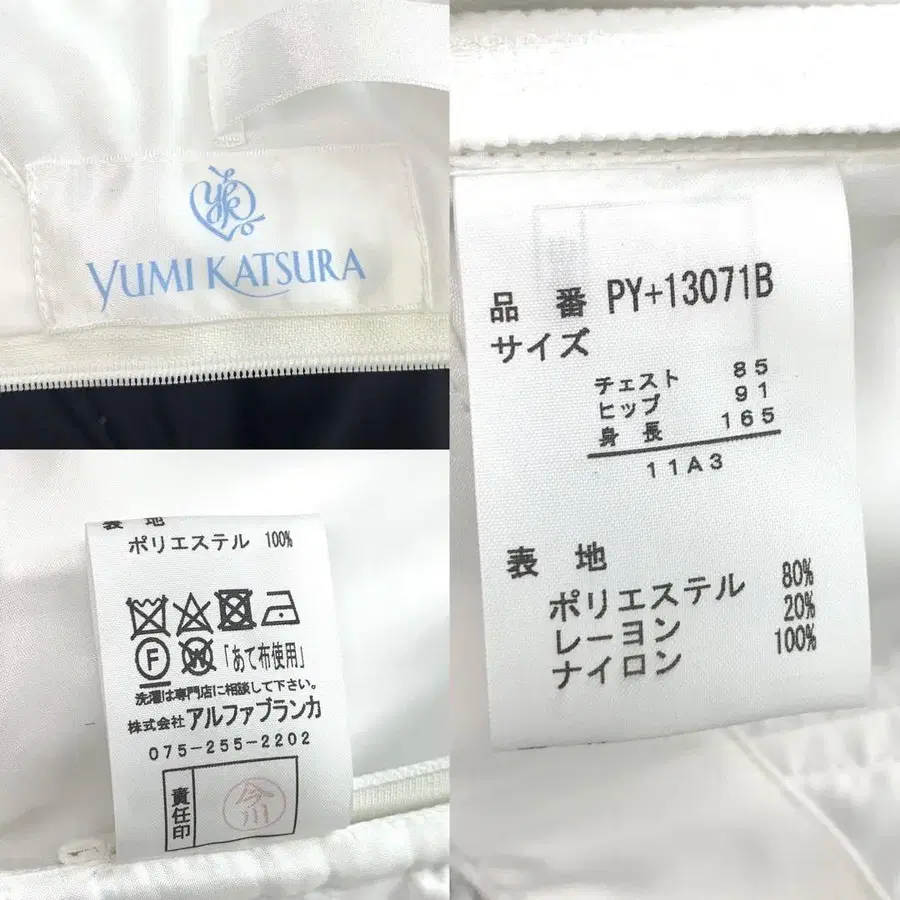 YK
YUMI KATSURA
品 番 PY+13071B
サイズ
チェスト 85
ヒップ 91
身 長 165
11A3
表 地
ポリエステル 80%
レーヨン 20%
ナイロン 100%
表 地
ポリエステル 100%
F W 「あて布使用」
洗濯は専門店に相談して下さい。
株式会社 アルファブランカ
075-255-2202
責任印
今川